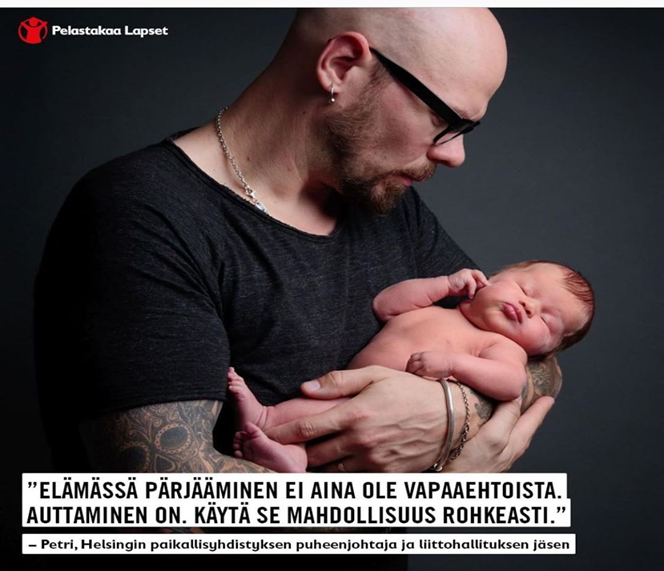 Pelastakaa Lapset
”ELÄMÄSSÄ PÄRJÄÄMINEN EI AINA OLE VAPAAEHTOISTA.
AUTTAMINEN ON. KÄYTÄ SE MAHDOLLISUUS ROHKEASTI.”
– Petri, Helsingin paikallisyhdistyksen puheenjohtaja ja liittohallituksen jäsen